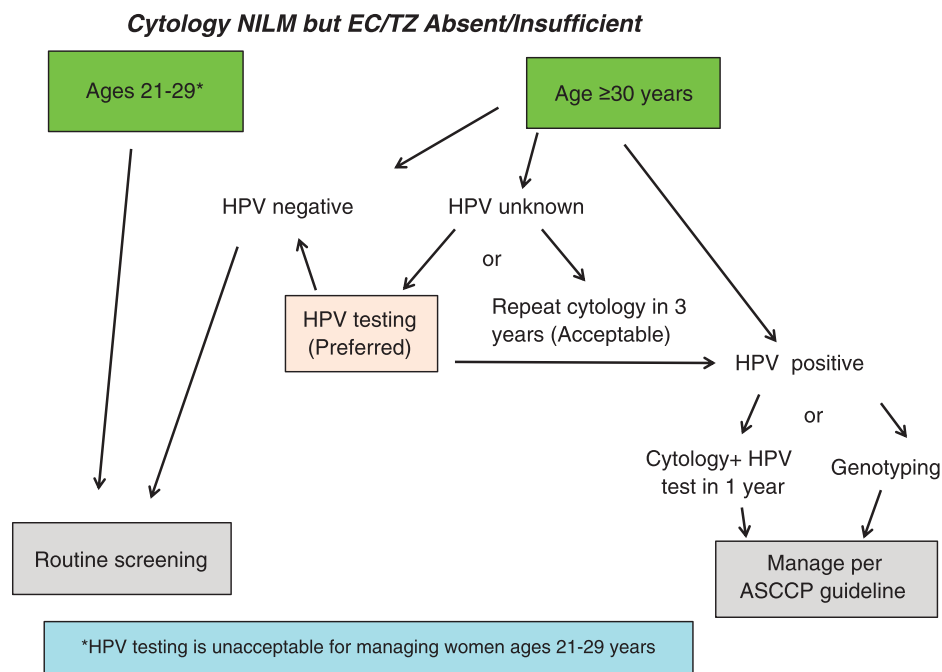 Cytology NILM but EC/TZ Absent/Insufficient
Ages 21-29*
Age ≥30 years
HPV negative
HPV unknown
or
HPV testing
(Preferred)
Repeat cytology in 3
years (Acceptable)
HPV positive
or
Cytology+ HPV
test in 1 year
Genotyping
Routine screening
Manage per
ASCCP guideline
*HPV testing is unacceptable for managing women ages 21-29 years